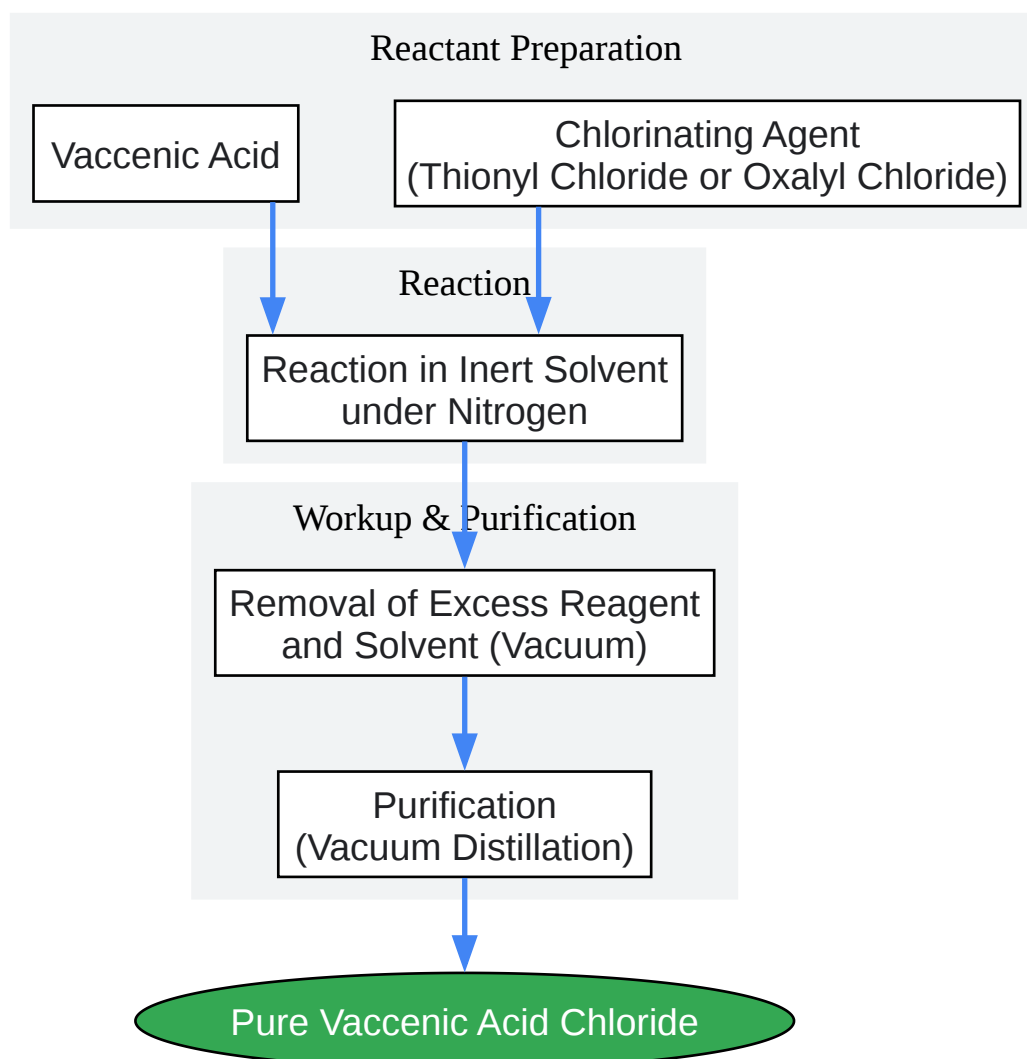 Reactant Preparation
Vaccenic Acid
Chlorinating Agent
(Thionyl Chloride or Oxalyl Chloride)
Reaction
Reaction in Inert Solvent
under Nitrogen
Workup & Purification
Removal of Excess Reagent
and Solvent (Vacuum)
Purification
(Vacuum Distillation)
Pure Vaccenic Acid Chloride